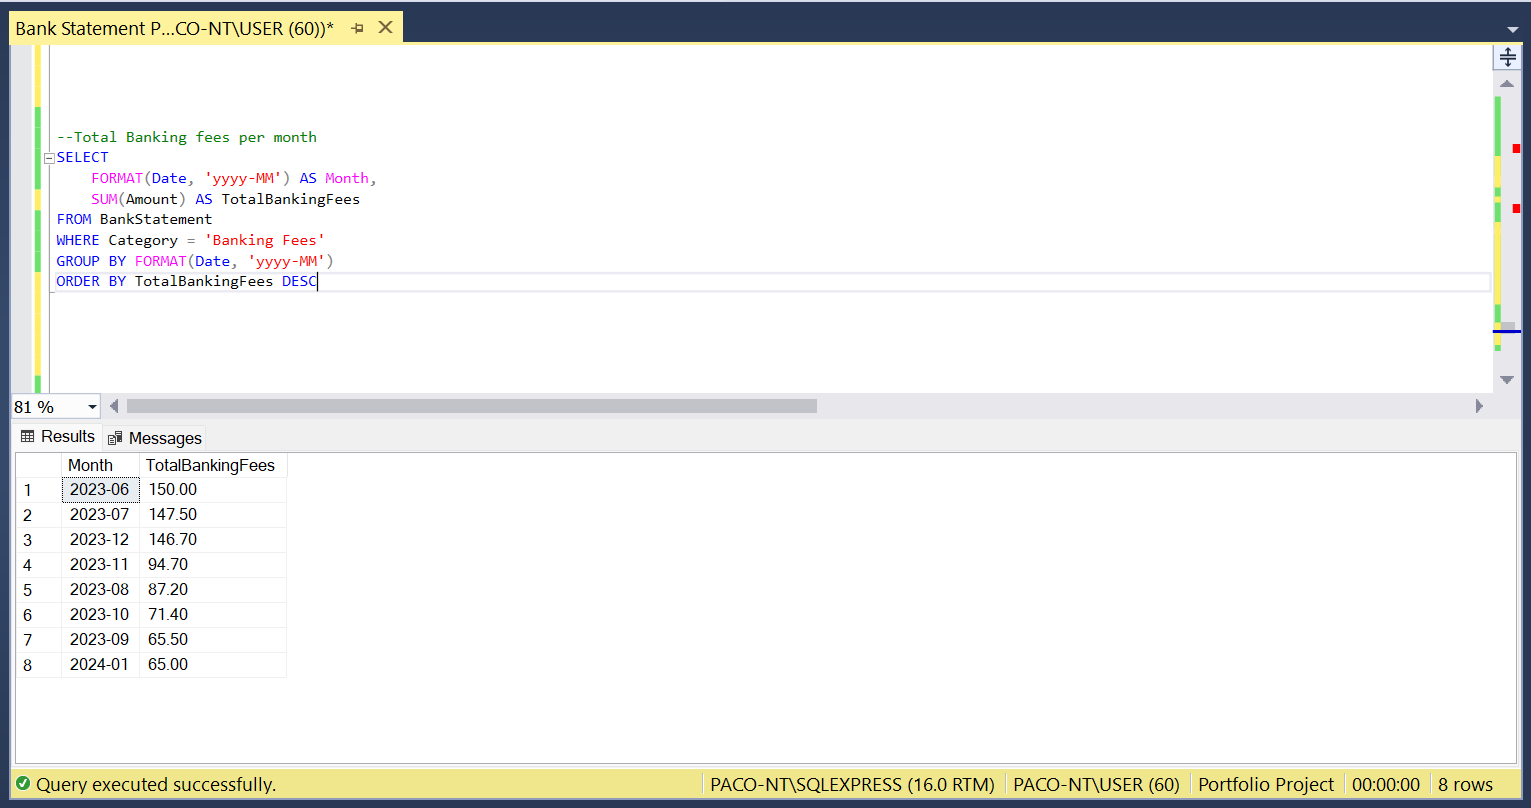 Bank Statement P...CO-NT\USER (60))*
--Total Banking fees per month
SELECT
FORMAT(Date, 'yyyy-MM') AS Month,
SUM(Amount) AS TotalBankingFees
FROM BankStatement
WHERE Category = 'Banking Fees'
GROUP BY FORMAT(Date, 'yyyy-MM')
ORDER BY TotalBankingFees DESC
81 %
Results Messages
Month TotalBankingFees
1 2023-06 150.00
2 2023-07 147.50
3 2023-12 146.70
4 2023-11 94.70
5 2023-08 87.20
6 2023-10 71.40
7 2023-09 65.50
8 2024-01 65.00
Query executed successfully. PACO-NT\SQLEXPRESS (16.0 RTM) PACO-NT\USER (60) Portfolio Project 00:00:00 8 rows